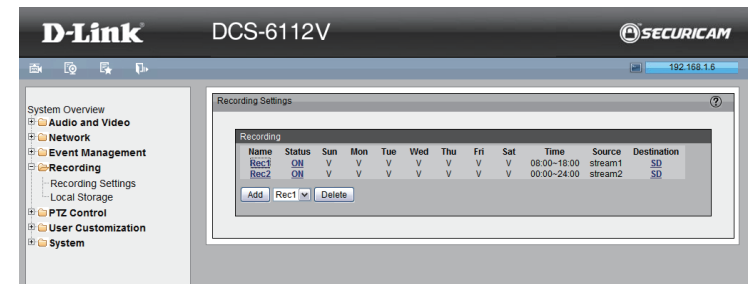 D-Link DCS-6112V SECURICAM
192.168.1.6
System Overview
Audio and Video
Network
Event Management
Recording
Recording Settings
Local Storage
PTZ Control
User Customization
System
Recording Settings
Recording
Name Status Sun Mon Tue Wed Thu Fri Sat Time Source Destination
Rec1 ON V V V V V V V 08:00~18:00 stream1 SD
Rec2 ON V V V V V V V 00:00~24:00 stream2 SD
Add Rec1 Delete